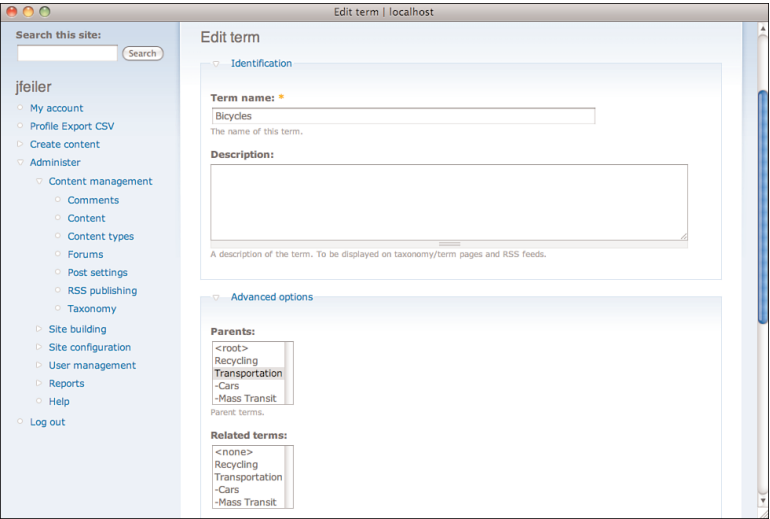 Edit term | localhost
Search this site:
Search
jfeiler
My account
Profile Export CSV
Create content
Administer
Content management
Comments
Content
Content types
Forums
Post settings
RSS publishing
Taxonomy
Site building
Site configuration
User management
Reports
Help
Log out
Edit term
Identification
Term name: *
Bicycles
The name of this term.
Description:
A description of the term. To be displayed on taxonomy/term pages and RSS feeds.
Advanced options
Parents:
<root>
Recycling
Transportation
-Cars
-Mass Transit
Parent terms.
Related terms:
<none>
Recycling
Transportation
-Cars
-Mass Transit